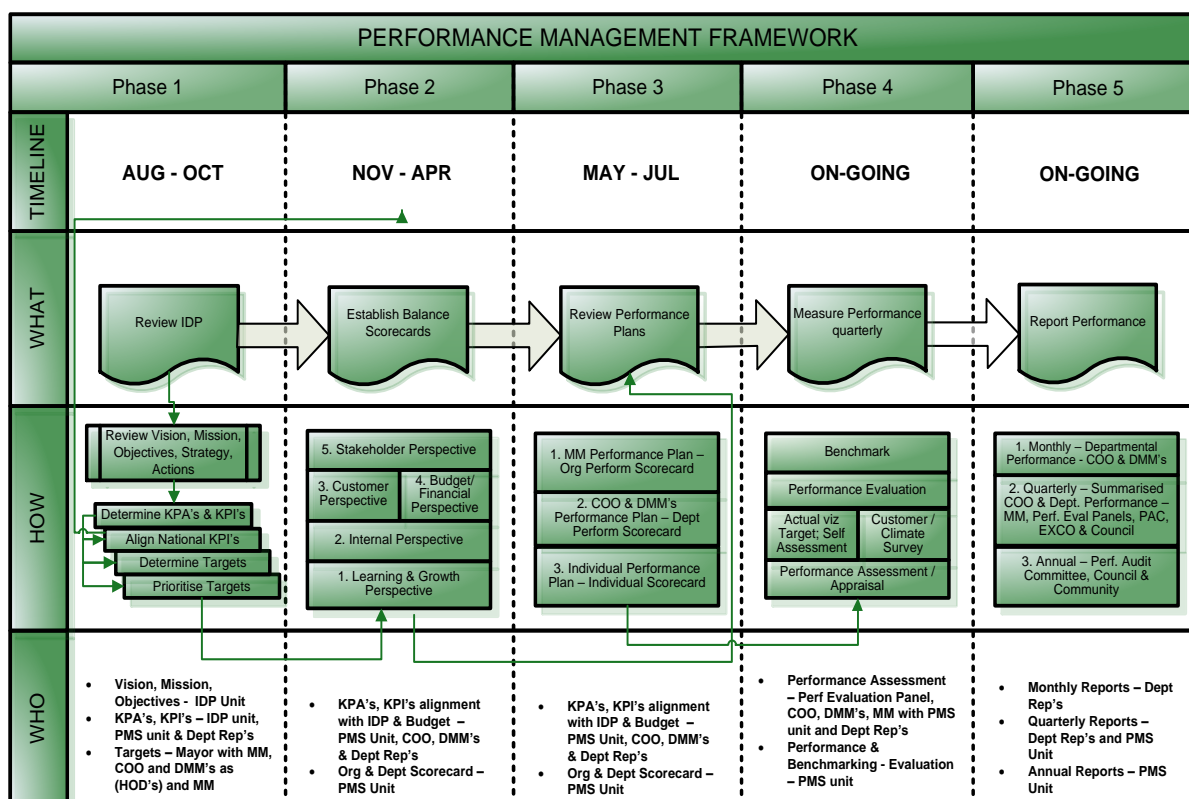 PERFORMANCE MANAGEMENT FRAMEWORK
Phase 1
Phase 2
Phase 3
Phase 4
Phase 5
TIMELINE
AUG - OCT
NOV - APR
MAY - JUL
ON-GOING
ON-GOING
WHAT
Review IDP
Establish Balance
Scorecards
Review Performance
Plans
Measure Performance
quarterly
Report Performance
HOW
Review Vision, Mission,
Objectives, Strategy,
Actions
Determine KPA's & KPI's
Align National KPI's
Determine Targets
Prioritise Targets
5. Stakeholder Perspective
3. Customer
Perspective
4. Budget/
Financial
Perspective
2. Internal Perspective
1. Learning & Growth
Perspective
1. MM Performance Plan –
Org Perform Scorecard
2. COO & DMM's
Performance Plan - Dept
Perform Scorecard
3. Individual Performance
Plan – Individual Scorecard
Benchmark
Performance Evaluation
Actual viz
Target; Self
Assessment
Customer /
Climate
Survey
Performance Assessment /
Appraisal
1. Monthly – Departmental
Performance - COO & DMM's
2. Quarterly – Summarised
COO & Dept. Performance –
MM, Perf. Eval Panels, PAC,
EXCO & Council
3. Annual – Perf. Audit
Committee, Council &
Community
WHO
• Vision, Mission,
Objectives - IDP Unit
• KPA's, KPI's – IDP unit,
PMS unit & Dept Rep's
• Targets – Mayor with MM,
COO and DMM's as
(HOD's) and MM
• KPA's, KPI's alignment
with IDP & Budget –
PMS Unit, COO, DMM's
& Dept Rep's
• Org & Dept Scorecard –
PMS Unit
• KPA's, KPI's alignment
with IDP & Budget –
PMS Unit, COO, DMM's
& Dept Rep's
• Org & Dept Scorecard –
PMS Unit
• Performance Assessment
– Perf Evaluation Panel,
COO, DMM's, MM with PMS
unit and Dept Rep's
• Performance &
Benchmarking - Evaluation
– PMS unit
• Monthly Reports – Dept
Rep's
• Quarterly Reports –
Dept Rep's and PMS
Unit
• Annual Reports – PMS
Unit